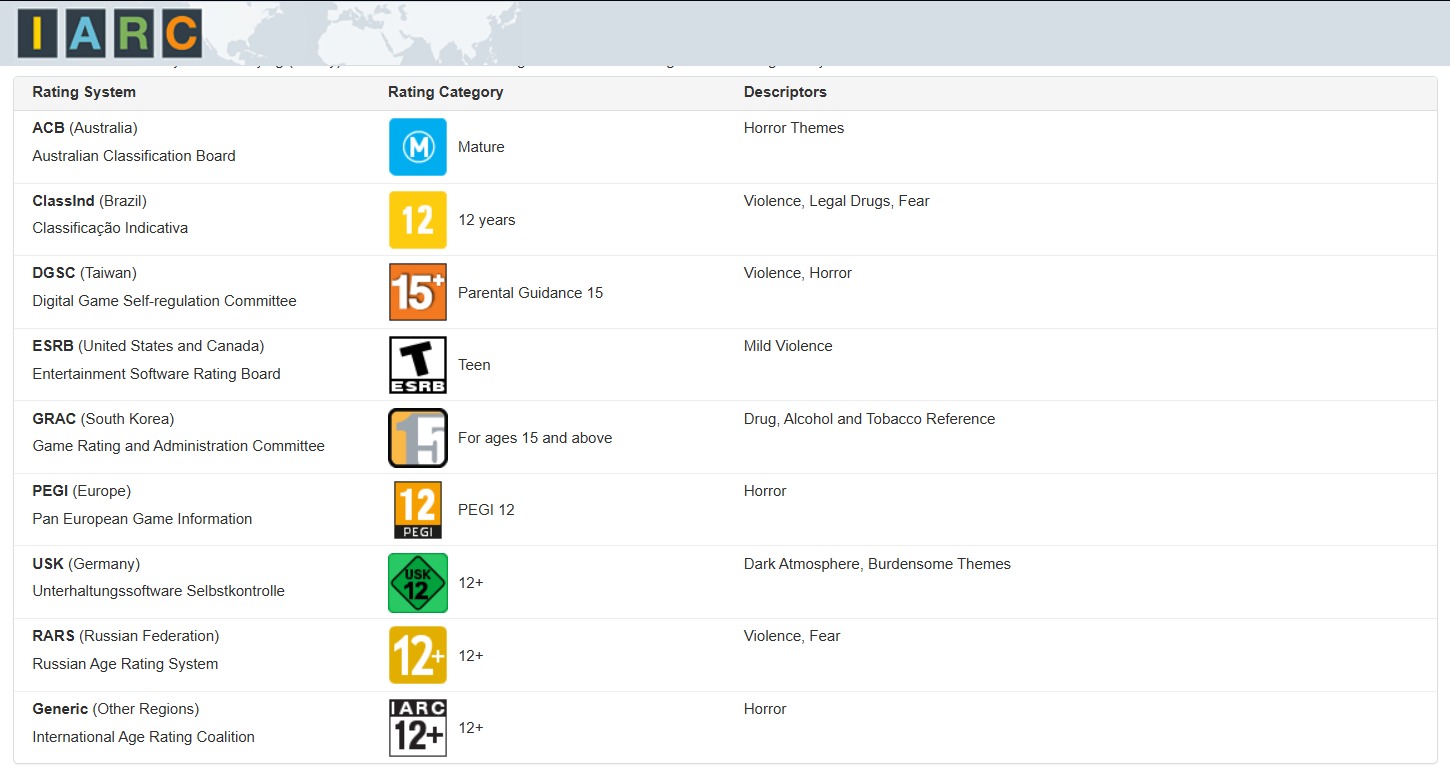 IARC
Rating System Rating Category Descriptors
ACB (Australia)
Australian Classification Board
M
Mature
Horror Themes
ClassInd (Brazil)
Classificação Indicativa
12
12 years
Violence, Legal Drugs, Fear
DGSC (Taiwan)
Digital Game Self-regulation Committee
15+
Parental Guidance 15
Violence, Horror
ESRB (United States and Canada)
Entertainment Software Rating Board
T
ESRB
Teen
Mild Violence
GRAC (South Korea)
Game Rating and Administration Committee
15
For ages 15 and above
Drug, Alcohol and Tobacco Reference
PEGI (Europe)
Pan European Game Information
12
PEGI
PEGI 12
Horror
USK (Germany)
Unterhaltungssoftware Selbstkontrolle
USK
12
12+
Dark Atmosphere, Burdensome Themes
RARS (Russian Federation)
Russian Age Rating System
12+
12+
Violence, Fear
Generic (Other Regions)
International Age Rating Coalition
IARC
12+
12+
Horror